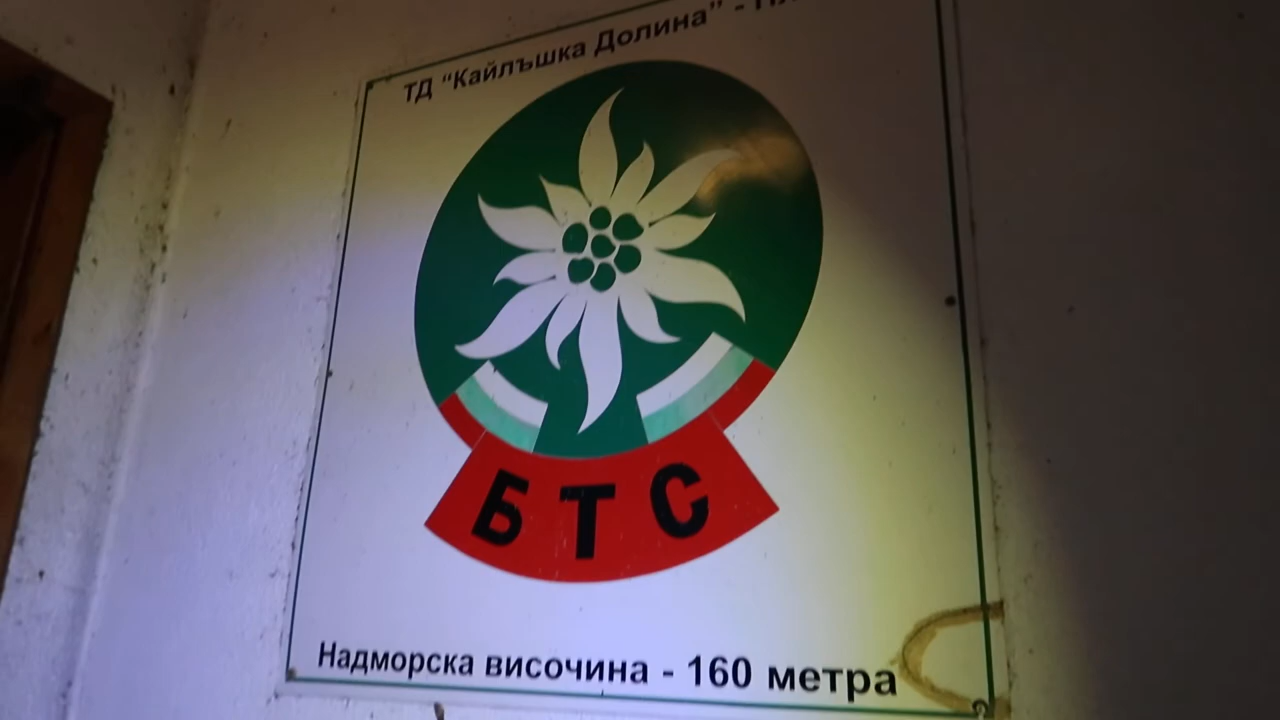 ТД “Кайлъшка Долина” -
БТС
Надморска височина - 160 метра